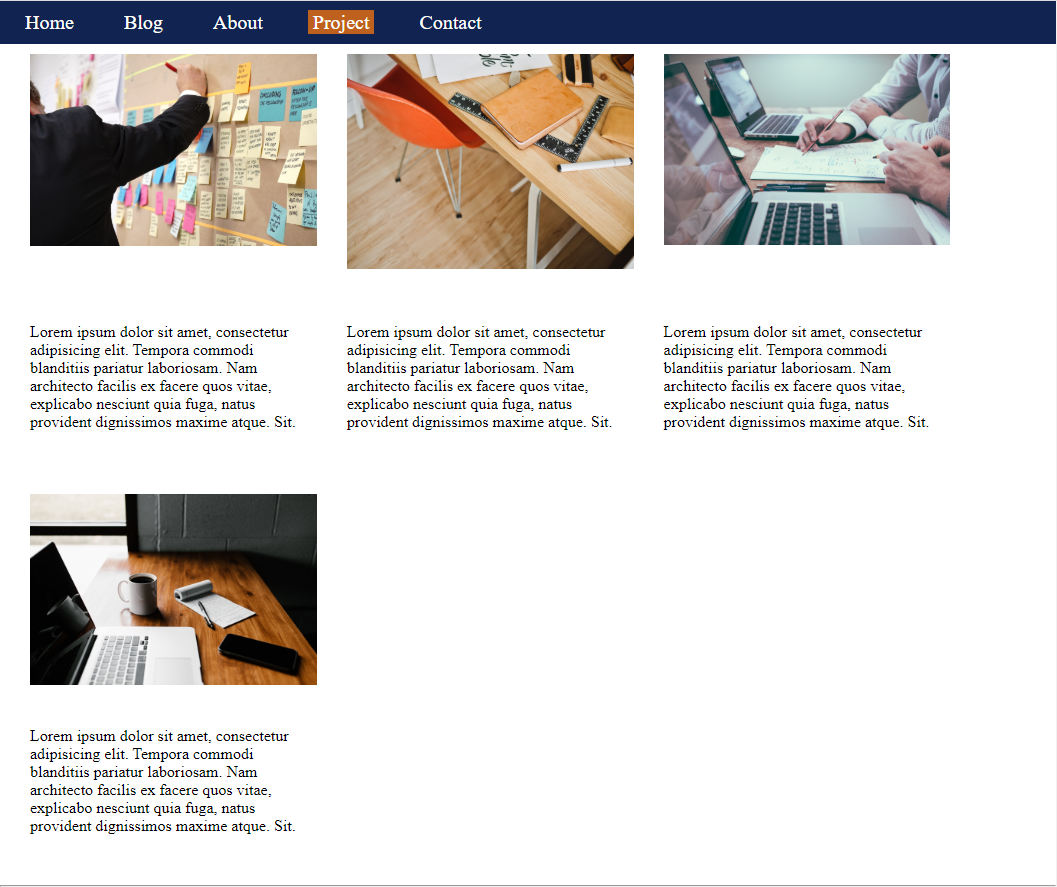 Home Blog About Project Contact
Lorem ipsum dolor sit amet, consectetur
adipisicing elit. Tempora commodi
blanditiis pariatur laboriosam. Nam
architecto facilis ex facere quos vitae,
explicabo nesciunt quia fuga, natus
provident dignissimos maxime atque. Sit.
Lorem ipsum dolor sit amet, consectetur
adipisicing elit. Tempora commodi
blanditiis pariatur laboriosam. Nam
architecto facilis ex facere quos vitae,
explicabo nesciunt quia fuga, natus
provident dignissimos maxime atque. Sit.
Lorem ipsum dolor sit amet, consectetur
adipisicing elit. Tempora commodi
blanditiis pariatur laboriosam. Nam
architecto facilis ex facere quos vitae,
explicabo nesciunt quia fuga, natus
provident dignissimos maxime atque. Sit.
Lorem ipsum dolor sit amet, consectetur
adipisicing elit. Tempora commodi
blanditiis pariatur laboriosam. Nam
architecto facilis ex facere quos vitae,
explicabo nesciunt quia fuga, natus
provident dignissimos maxime atque. Sit.